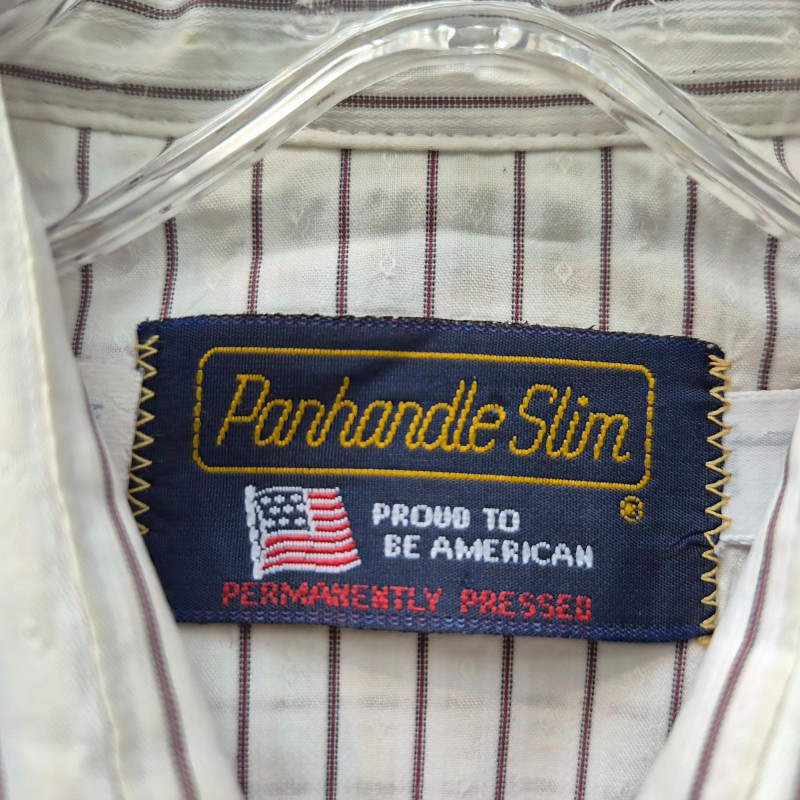 Panhandle Slim
®
PROUD TO
BE AMERICAN
PERMANENTLY PRESSED